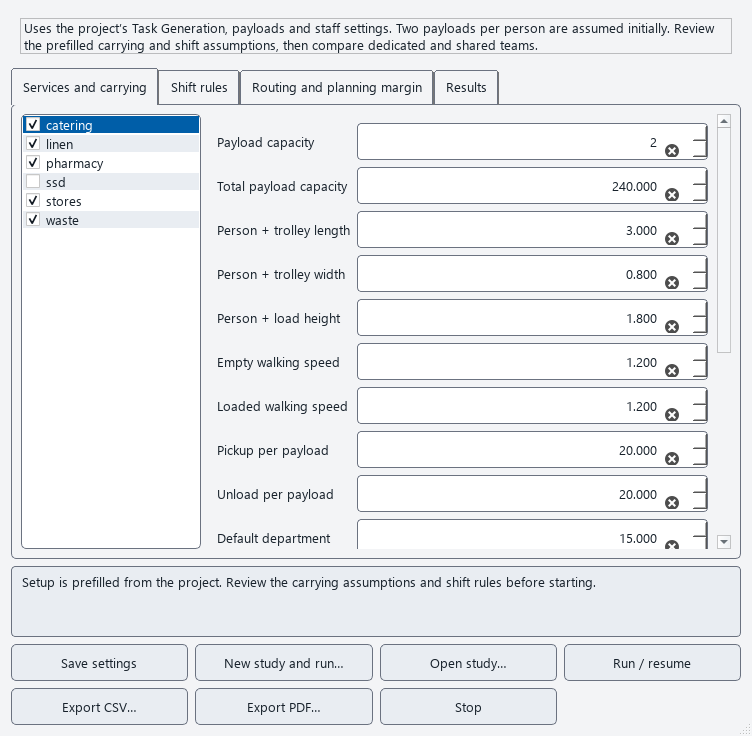 Uses the project's Task Generation, payloads and staff settings. Two payloads per person are assumed initially. Review
the prefilled carrying and shift assumptions, then compare dedicated and shared teams.
Services and carrying
Shift rules
Routing and planning margin
Results
catering
linen
pharmacy
ssd
stores
waste
Payload capacity 2
Total payload capacity 240.000
Person + trolley length 3.000
Person + trolley width 0.800
Person + load height 1.800
Empty walking speed 1.200
Loaded walking speed 1.200
Pickup per payload 20.000
Unload per payload 20.000
Default department 15.000
Setup is prefilled from the project. Review the carrying assumptions and shift rules before starting.
Save settings
New study and run...
Open study...
Run / resume
Export CSV...
Export PDF...
Stop